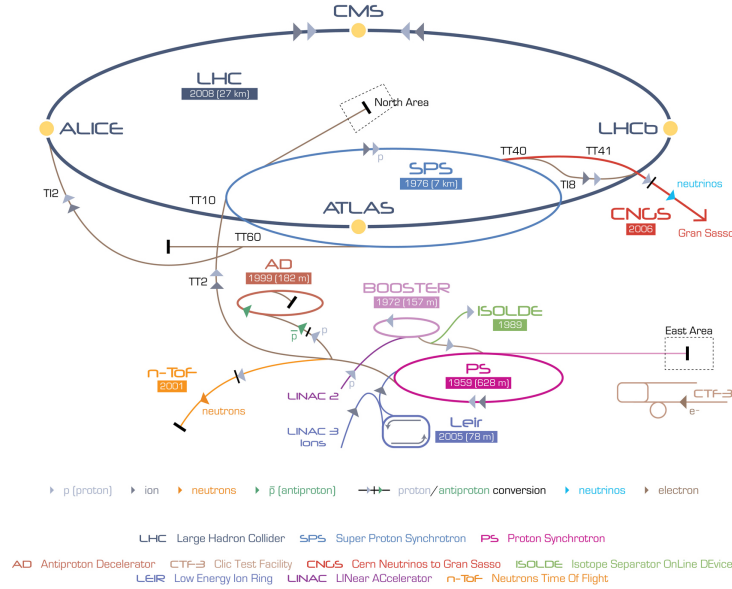 CMS
LHC
2008 (27 km)
North Area
ALICE
LHCb
TT40
TT41
SPS
1976 (7 km)
p
TI8
TI2
neutrinos
TT10
ATLAS
CNGS
2006
Gran Sasso
TT60
AD
1999 (182 m)
TT2
BOOSTER
1972 (157 m)
ISOLDE
1989
East Area
p̅
p
n-ToF
2001
PS
1959 (628 m)
p
LINAC 2
neutrons
CTF-3
e-
LINAC 3
Ions
Leir
2005 (78 m)
p (proton)
ion
neutrons
p̅ (antiproton)
proton/antiproton conversion
neutrinos
electron
LHC Large Hadron Collider SPS Super Proton Synchrotron PS Proton Synchrotron
AD Antiproton Decelerator CTF-3 Clic Test Facility CNGS Cern Neutrinos to Gran Sasso ISOLDE Isotope Separator OnLine DEvice
LEIR Low Energy Ion Ring LINAC LINear ACcelerator n-ToF Neutrons Time Of Flight